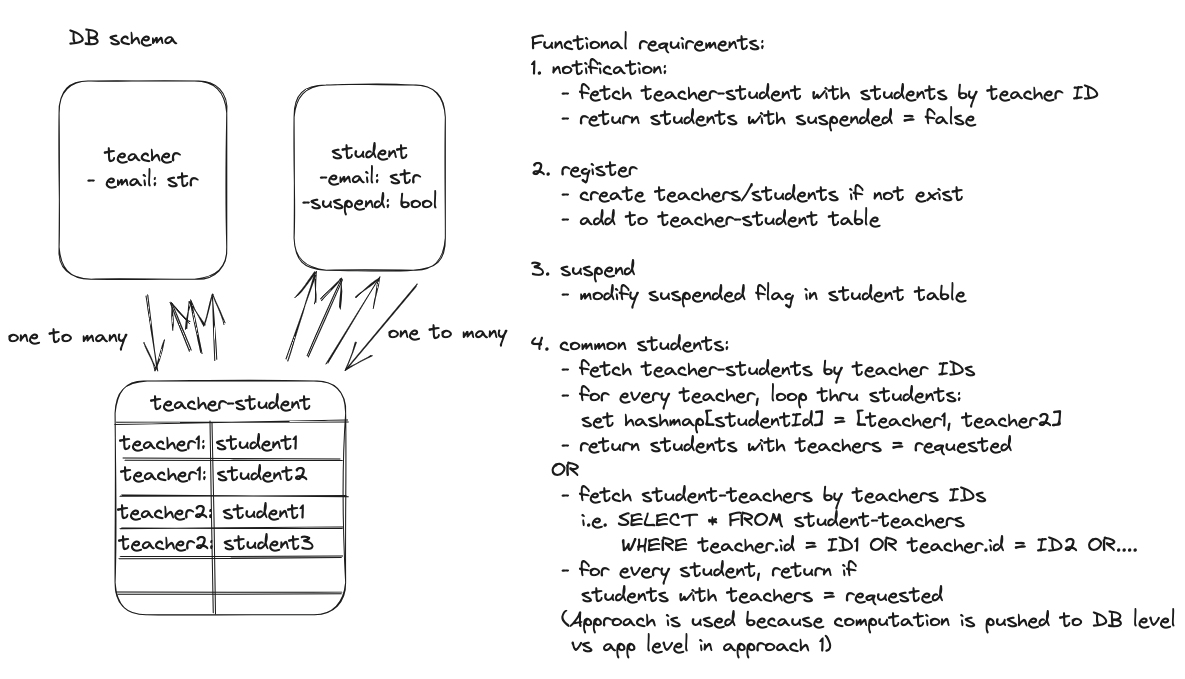 DB schema
teacher
- email: str
student
-email: str
-suspend: bool
one to many
one to many
teacher-student
teacher1: student1
teacher1: student2
teacher2: student1
teacher2: student3
Functional requirements:
1. notification:
- fetch teacher-student with students by teacher ID
- return students with suspended = false
2. register
- create teachers/students if not exist
- add to teacher-student table
3. suspend
- modify suspended flag in student table
4. common students:
- fetch teacher-students by teacher IDs
- for every teacher, loop thru students:
set hashmap[studentId] = [teacher1, teacher2]
- return students with teachers = requested
OR
- fetch student-teachers by teachers IDs
i.e. SELECT * FROM student-teachers
WHERE teacher.id = ID1 OR teacher.id = ID2 OR....
- for every student, return if
students with teachers = requested
(Approach is used because computation is pushed to DB level
vs app level in approach 1)